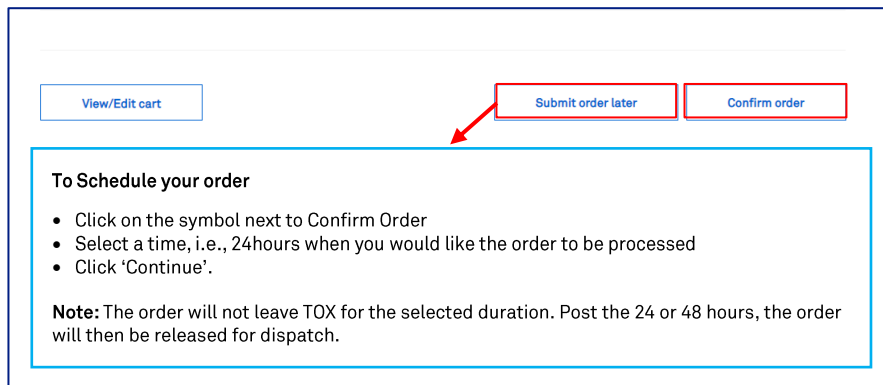 View/Edit cart
Submit order later
Confirm order
To Schedule your order
• Click on the symbol next to Confirm Order
• Select a time, i.e., 24hours when you would like the order to be processed
• Click ‘Continue’.
Note: The order will not leave TOX for the selected duration. Post the 24 or 48 hours, the order
will then be released for dispatch.